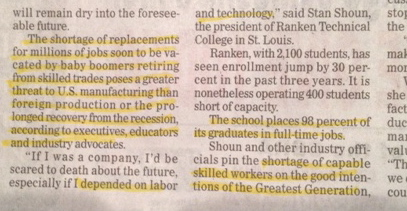 will remain dry into the foresee-
able future.
The shortage of replacements
for millions of jobs soon to be va-
cated by baby boomers retiring
from skilled trades poses a greater
threat to U.S. manufacturing than
foreign production or the pro-
longed recovery from the recession,
according to executives, educators
and industry advocates.
"If I was a company, I'd be
scared to death about the future,
especially if I depended on labor
and technology," said Stan Shoun,
the president of Ranken Technical
College in St. Louis.
Ranken, with 2,100 students, has
seen enrollment jump by 30 per-
cent in the past three years. It is
nonetheless operating 400 students
short of capacity.
The school places 98 percent of
its graduates in full-time jobs.
Shoun and other industry offi-
cials pin the shortage of capable
skilled workers on the good inten-
tions of the Greatest Generation,
stop
the
"
mak
mor
V
she
fact
duc
man
valu
"Th
we
cou